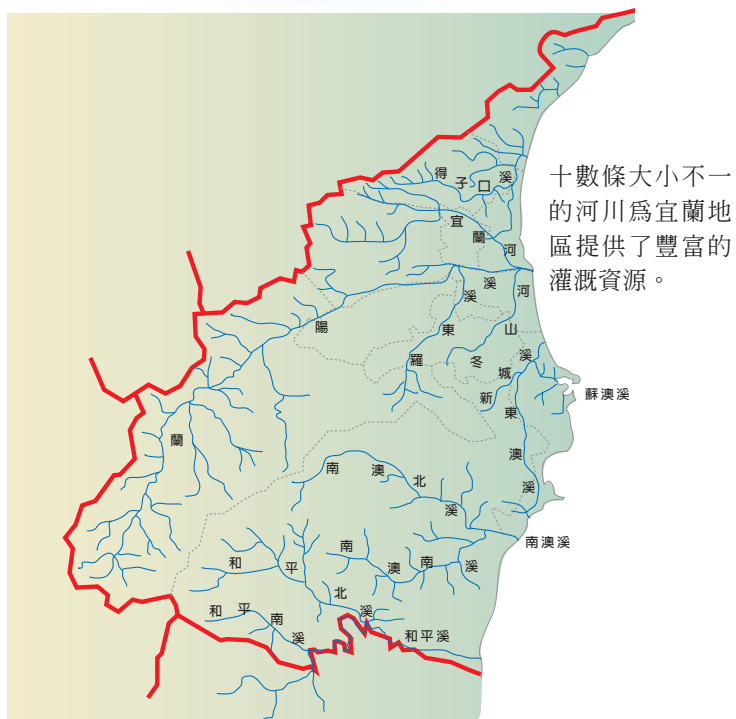 十數條大小不一
的河川爲宜蘭地
區提供了豐富的
灌溉資源。
得子口溪
宜蘭河
蘭陽溪
羅東溪
冬山河
新城溪
蘇澳溪
東澳溪
南澳北溪
南澳溪
南澳南溪
和平北溪
和平南溪
和平溪